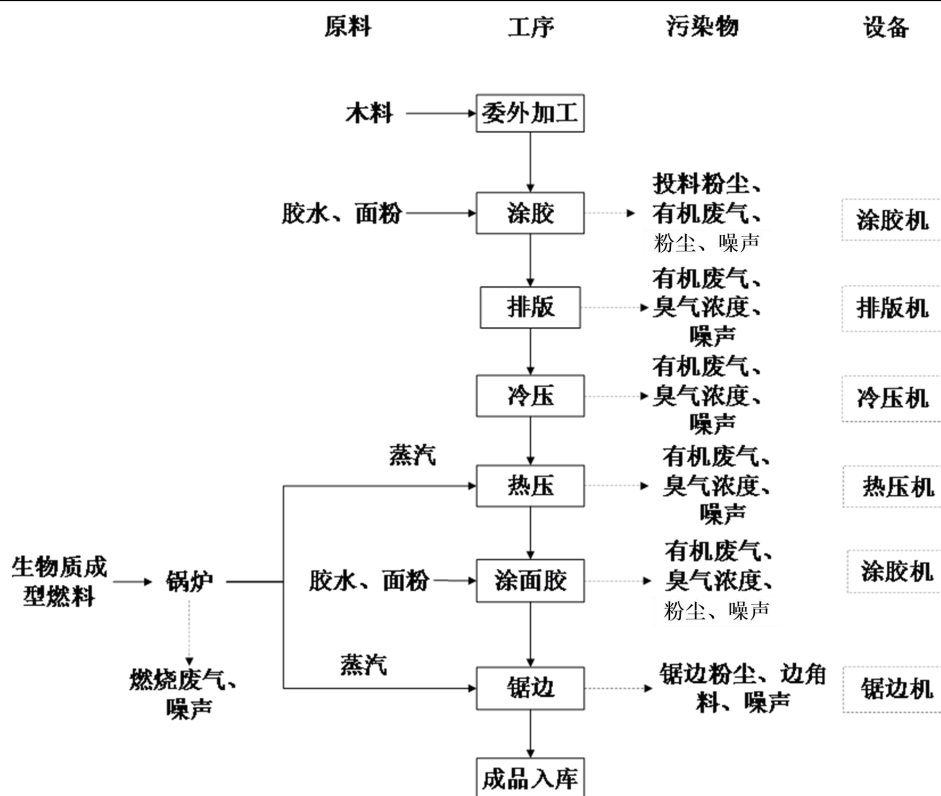 原料 工序 污染物 设备
木料
委外加工
胶水、面粉
涂胶
投料粉尘、
有机废气、
粉尘、噪声
涂胶机
排版
有机废气、
臭气浓度、
噪声
排版机
冷压
有机废气、
臭气浓度、
噪声
冷压机
蒸汽
热压
有机废气、
臭气浓度、
噪声
热压机
生物质成
型燃料
锅炉
燃烧废气、
噪声
胶水、面粉
涂面胶
有机废气、
臭气浓度、
粉尘、噪声
涂胶机
蒸汽
锯边
锯边粉尘、边角
料、噪声
锯边机
成品入库